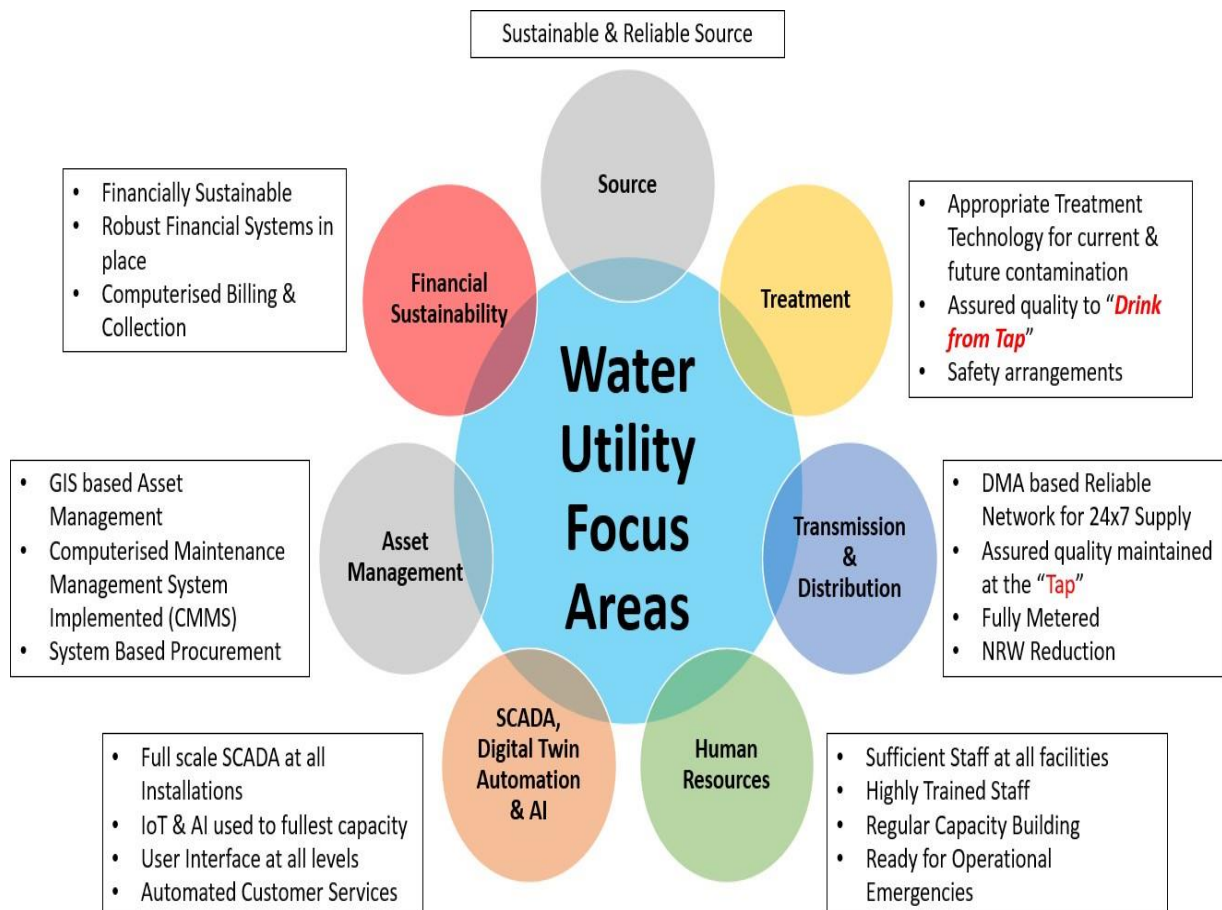 Sustainable & Reliable Source
Source
• Financially Sustainable
• Robust Financial Systems in
place
• Computerised Billing &
Collection
Financial
Sustainability
Treatment
• Appropriate Treatment
Technology for current &
future contamination
• Assured quality to “Drink
from Tap”
• Safety arrangements
Water
Utility
Focus
Areas
• GIS based Asset
Management
• Computerised Maintenance
Management System
Implemented (CMMS)
• System Based Procurement
Asset
Management
Transmission
&
Distribution
• DMA based Reliable
Network for 24x7 Supply
• Assured quality maintained
at the “Tap”
• Fully Metered
• NRW Reduction
• Full scale SCADA at all
Installations
• IoT & AI used to fullest capacity
• User Interface at all levels
• Automated Customer Services
SCADA,
Digital Twin
Automation
& AI
Human
Resources
• Sufficient Staff at all facilities
• Highly Trained Staff
• Regular Capacity Building
• Ready for Operational
Emergencies